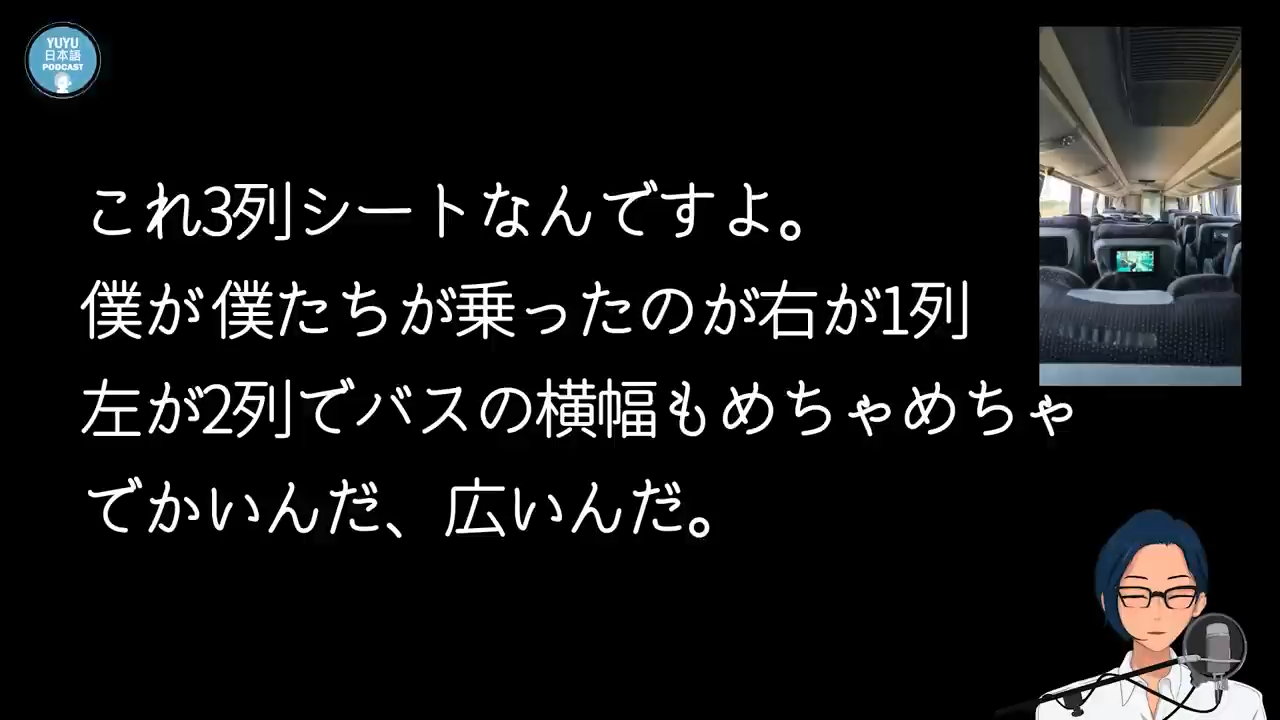 YUYU
日本語
PODCAST
これ3列シートなんですよ。
僕が僕たちが乗ったのが右が1列
左が2列でバスの横幅もめちゃめちゃ
でかいんだ、広いんだ。